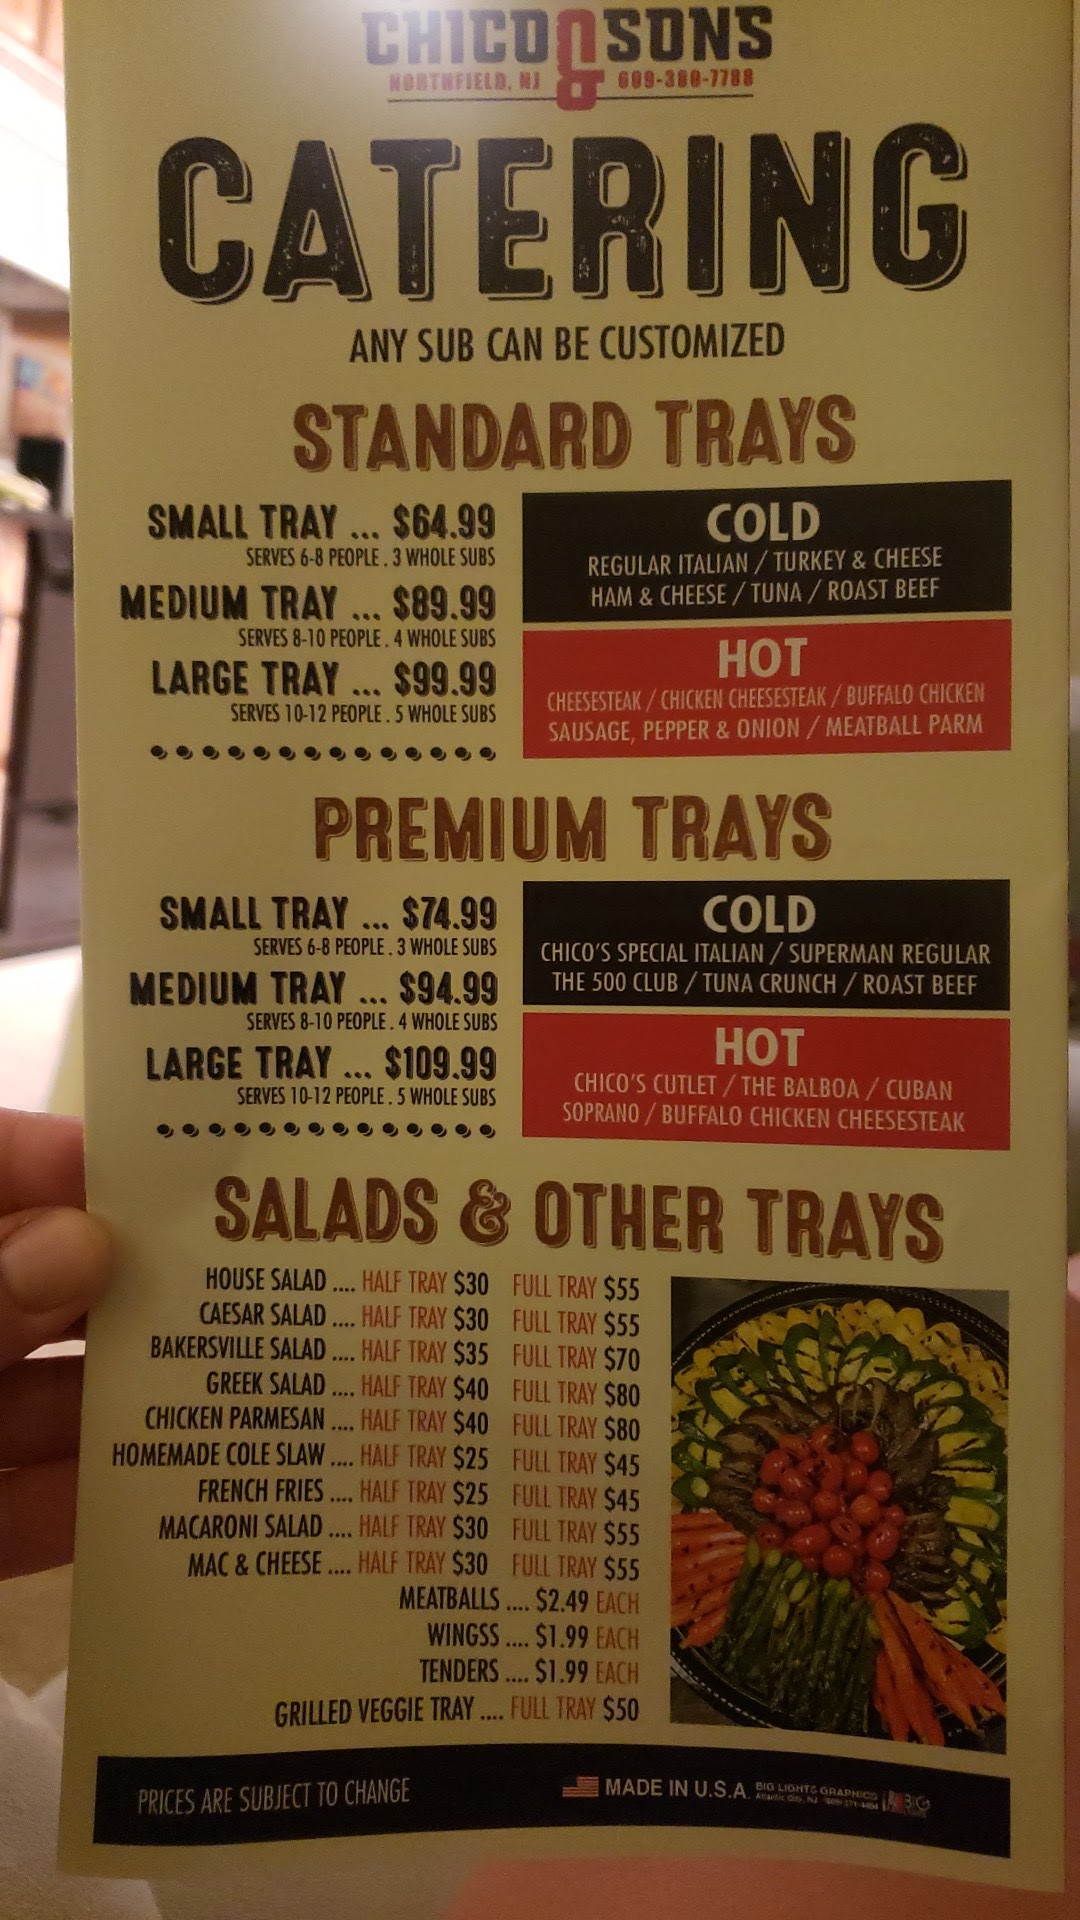 CHICO & SONS
NORTHFIELD, NJ 609-380-7788
CATERING
ANY SUB CAN BE CUSTOMIZED
STANDARD TRAYS
SMALL TRAY ... $64.99
SERVES 6-8 PEOPLE . 3 WHOLE SUBS
MEDIUM TRAY ... $89.99
SERVES 8-10 PEOPLE . 4 WHOLE SUBS
LARGE TRAY ... $99.99
SERVES 10-12 PEOPLE . 5 WHOLE SUBS
COLD
REGULAR ITALIAN / TURKEY & CHEESE
HAM & CHEESE / TUNA / ROAST BEEF
HOT
CHEESESTEAK / CHICKEN CHEESESTEAK / BUFFALO CHICKEN
SAUSAGE, PEPPER & ONION / MEATBALL PARM
PREMIUM TRAYS
SMALL TRAY ... $74.99
SERVES 6-8 PEOPLE . 3 WHOLE SUBS
MEDIUM TRAY ... $94.99
SERVES 8-10 PEOPLE . 4 WHOLE SUBS
LARGE TRAY ... $109.99
SERVES 10-12 PEOPLE . 5 WHOLE SUBS
COLD
CHICO'S SPECIAL ITALIAN / SUPERMAN REGULAR
THE 500 CLUB / TUNA CRUNCH / ROAST BEEF
HOT
CHICO'S CUTLET / THE BALBOA / CUBAN
SOPRANO / BUFFALO CHICKEN CHEESESTEAK
SALADS & OTHER TRAYS
HOUSE SALAD .... HALF TRAY $30 FULL TRAY $55
CAESAR SALAD .... HALF TRAY $30 FULL TRAY $55
BAKERSVILLE SALAD .... HALF TRAY $35 FULL TRAY $70
GREEK SALAD .... HALF TRAY $40 FULL TRAY $80
CHICKEN PARMESAN .... HALF TRAY $40 FULL TRAY $80
HOMEMADE COLE SLAW .... HALF TRAY $25 FULL TRAY $45
FRENCH FRIES .... HALF TRAY $25 FULL TRAY $45
MACARONI SALAD .... HALF TRAY $30 FULL TRAY $55
MAC & CHEESE .... HALF TRAY $30 FULL TRAY $55
MEATBALLS .... $2.49 EACH
WINGSS .... $1.99 EACH
TENDERS .... $1.99 EACH
GRILLED VEGGIE TRAY .... FULL TRAY $50
PRICES ARE SUBJECT TO CHANGE
MADE IN U.S.A.
BIG LIGHTS GRAPHICS
Atlantic City, NJ
BIG